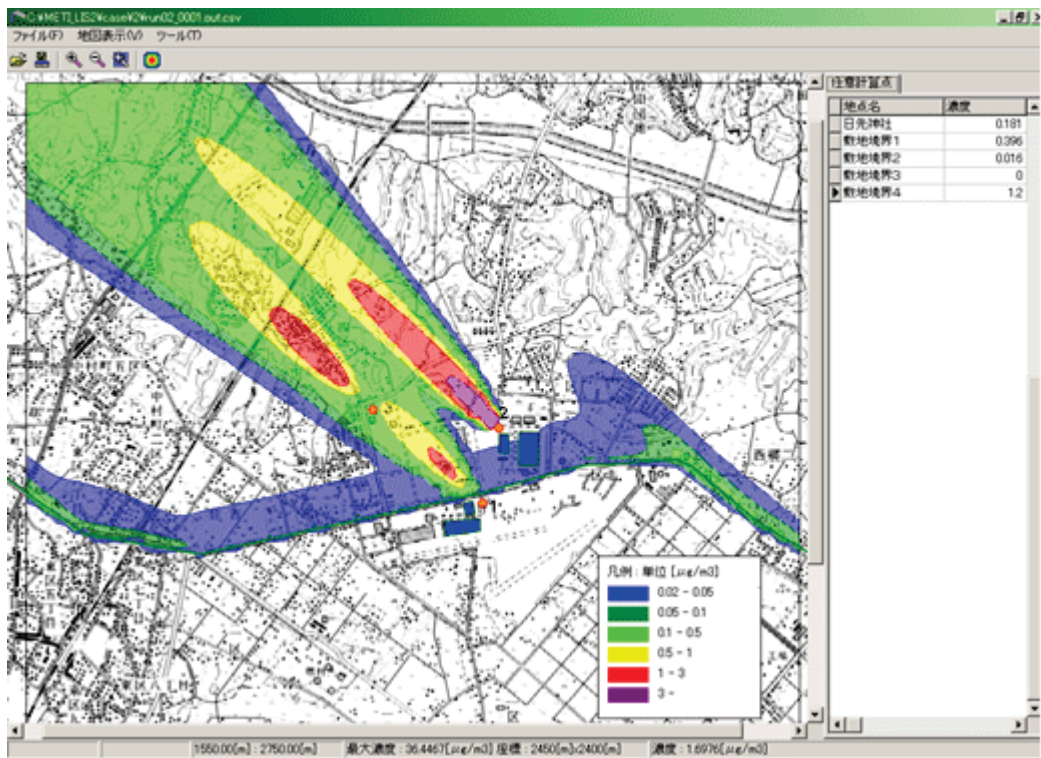 C:¥METI_LIS2¥case¥2¥run02_0001.out.csv
ファイル(F) 地図表示(V) ツール(T)
任意計算点
地点名 濃度
日先神社 0.181
敷地境界1 0.396
敷地境界2 0.016
敷地境界3 0
敷地境界4 1.2
2
1
凡例 : 単位 [μg/m3]
0.02 - 0.05
0.05 - 0.1
0.1 - 0.5
0.5 - 1
1 - 3
3 -
1550.00[m] : 2750.00[m] 最大濃度 : 36.4467[μg/m3] 座標 : 2450[m]x2400[m] 濃度 : 1.6976[μg/m3]